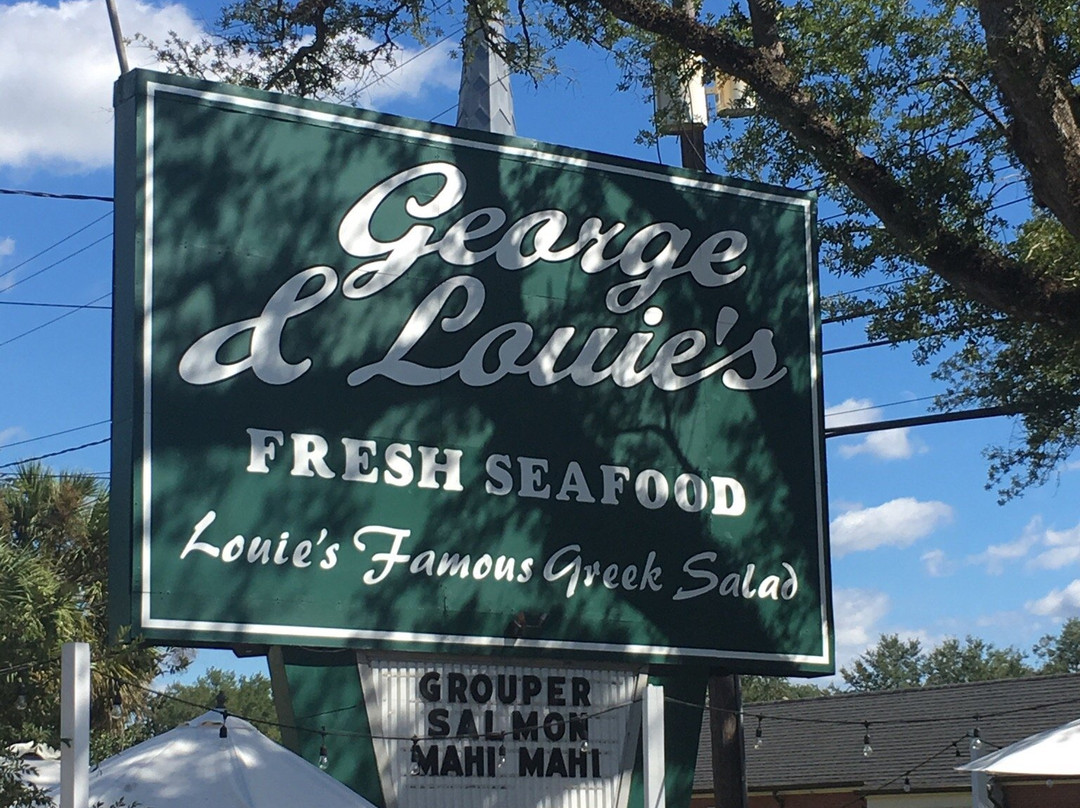 George
& Louie's
FRESH SEAFOOD
Louie's Famous Greek Salad
GROUPER
SALMON
MAHI MAHI